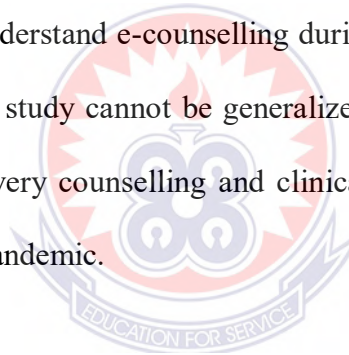 derstand e-counselling duri
study cannot be generalize
very counselling and clinica
andemic.
EDUCATION FOR SERVICE